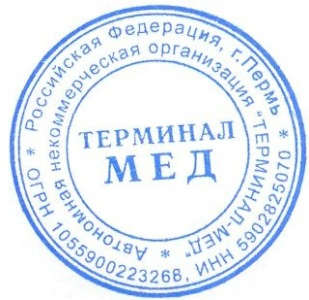 Российская Федерация, г.Пермь
* ОГРН 1055900223268, ИНН 5902825070 *
Автономная некоммерческая организация "ТЕРМИНАЛ-МЕД" *
ТЕРМИНАЛ
МЕД